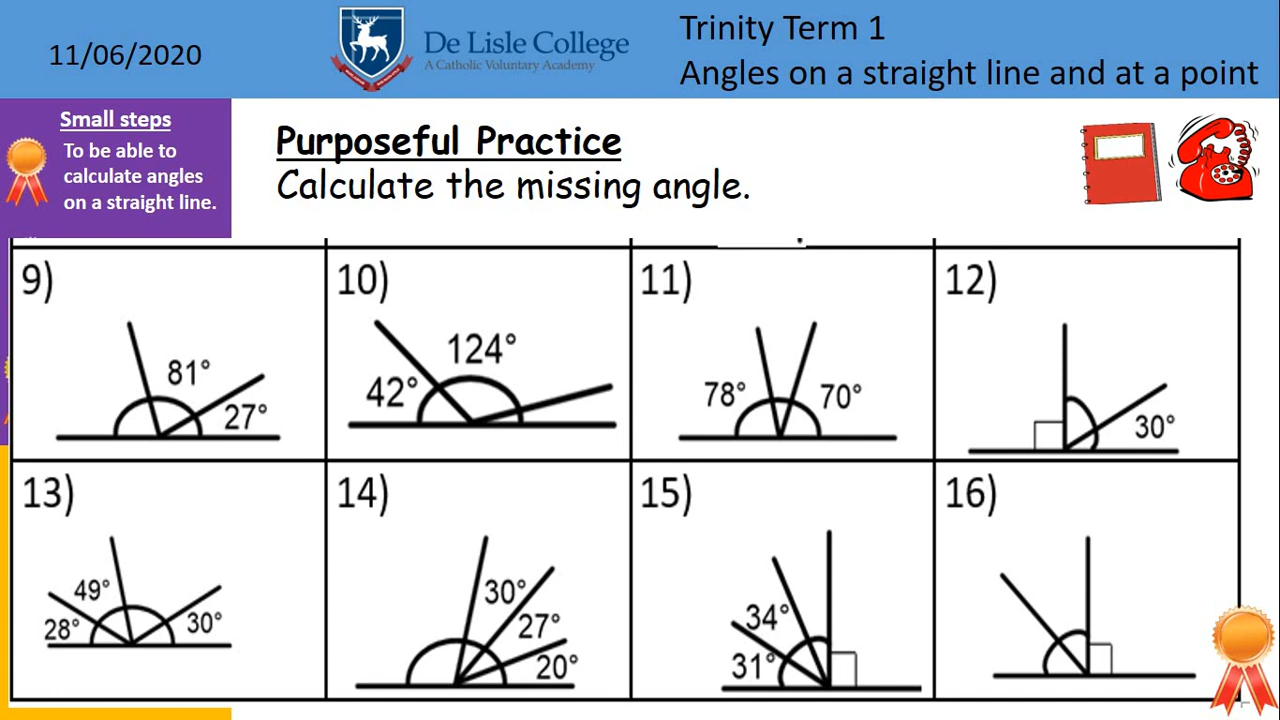 11/06/2020
De Lisle College
A Catholic Voluntary Academy
Trinity Term 1
Angles on a straight line and at a point
Small steps
To be able to
calculate angles
on a straight line.
Purposeful Practice
Calculate the missing angle.
9)
81°
27°
10)
124°
42°
11)
78°
70°
12)
30°
13)
49°
28°
30°
14)
30°
27°
20°
15)
34°
31°
16)